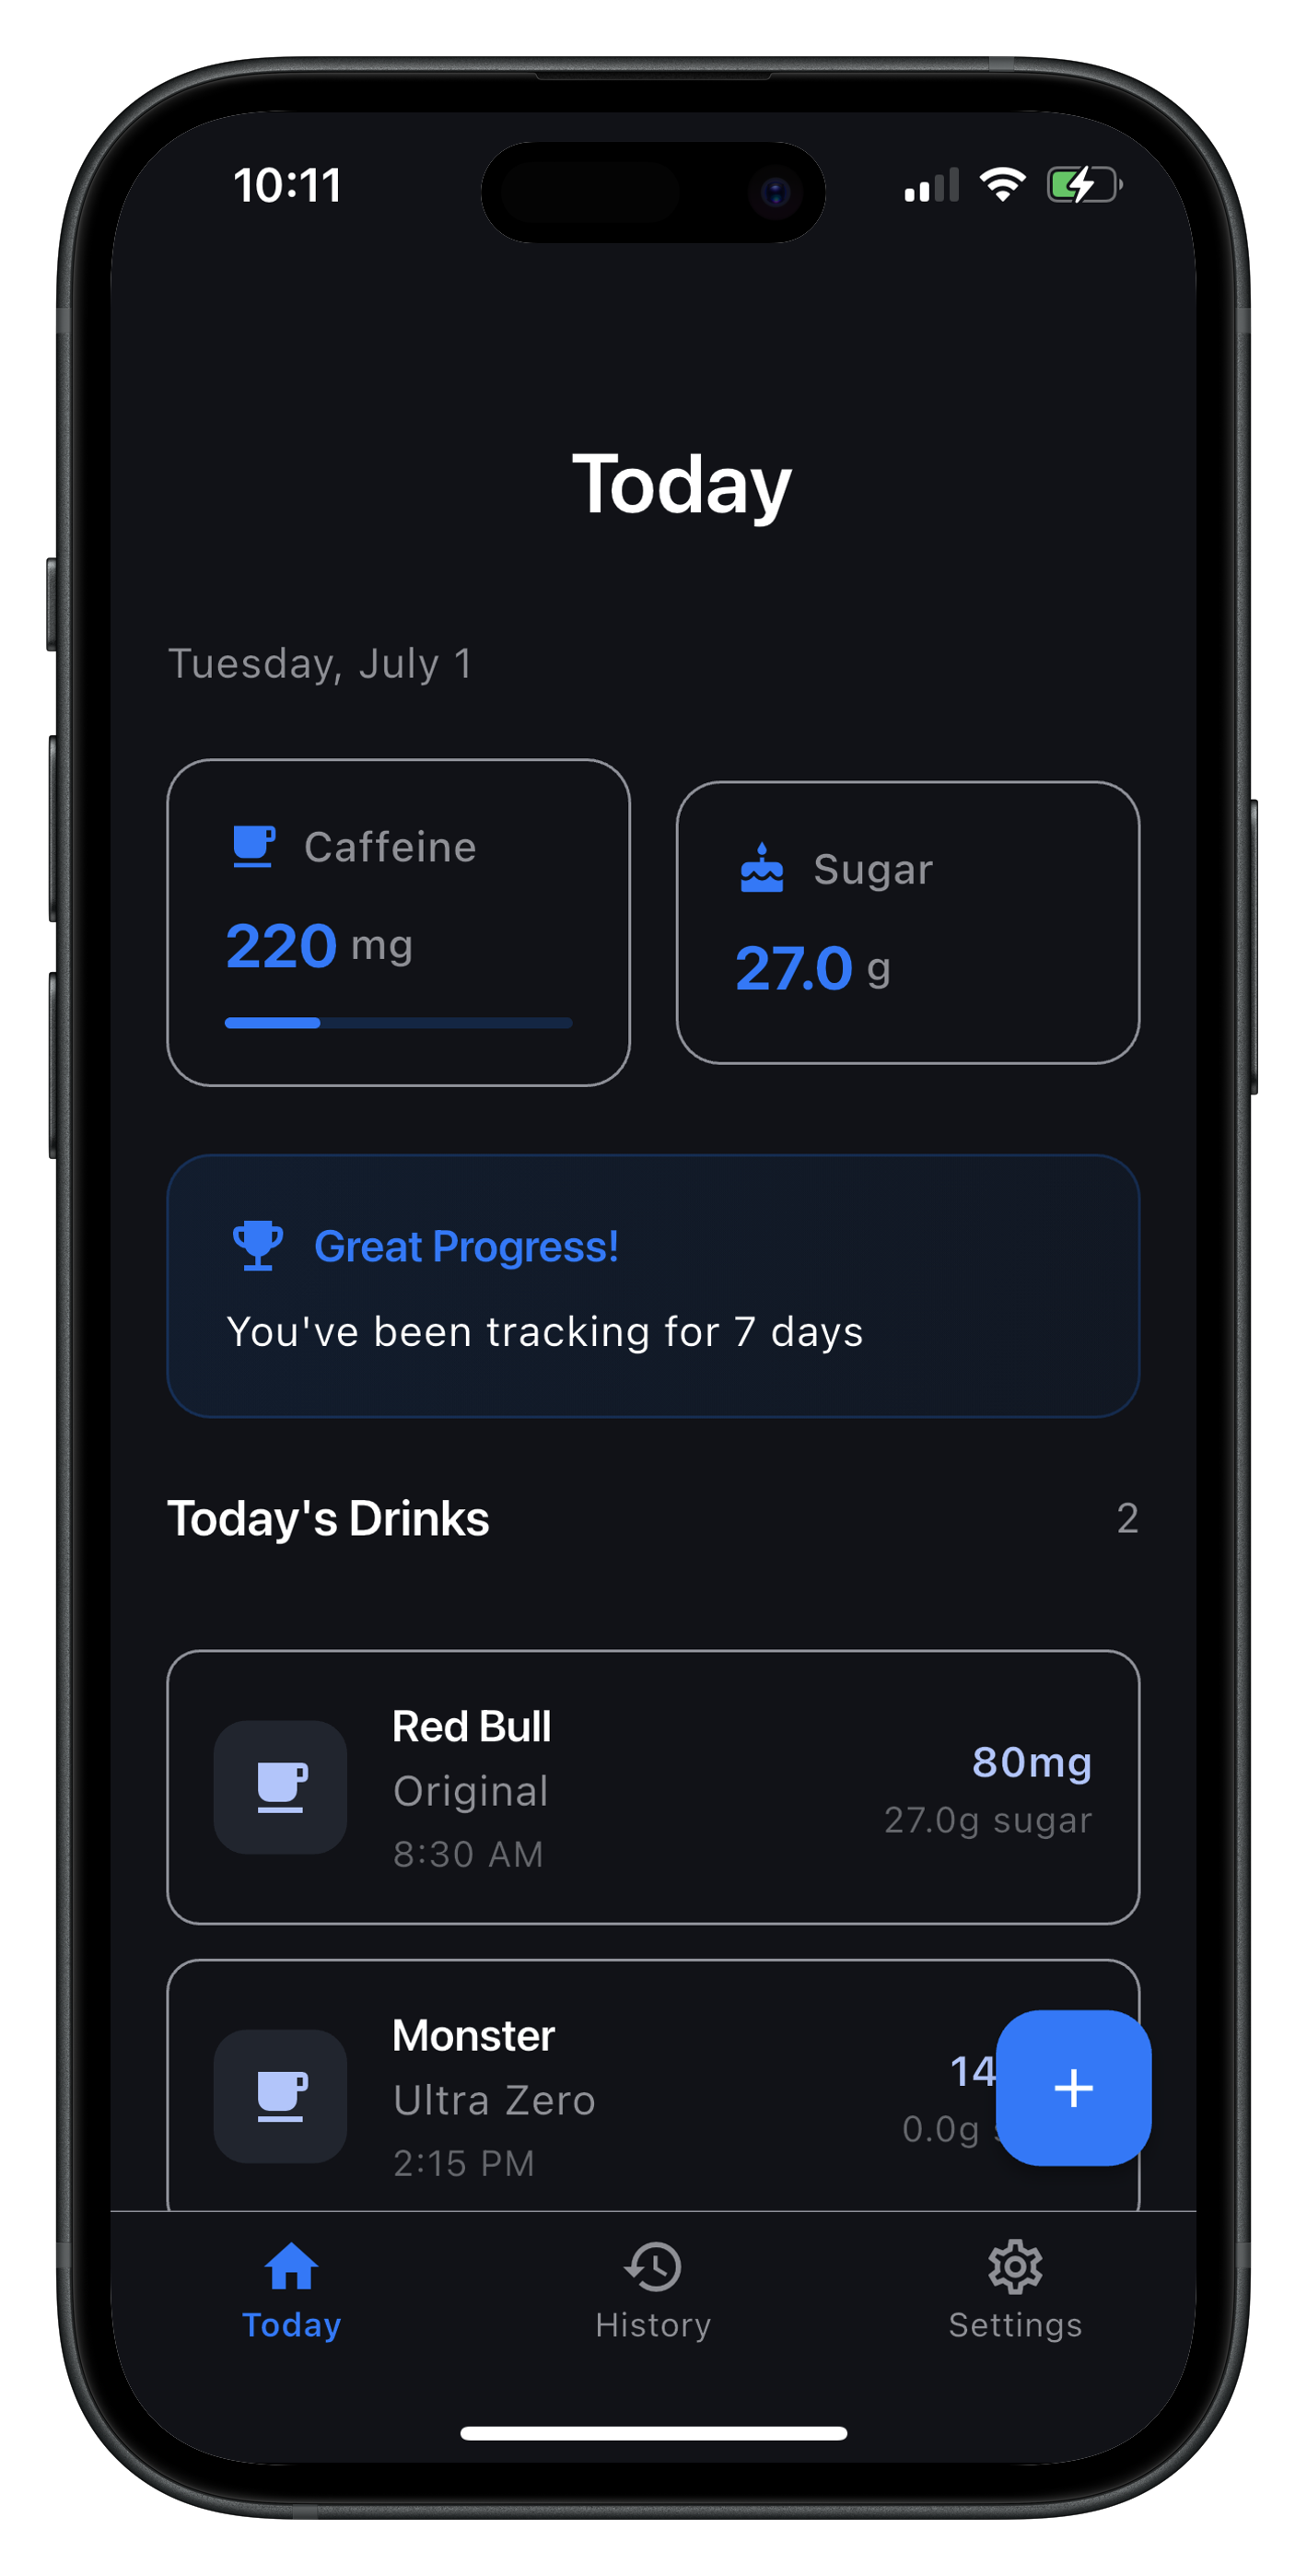 10:11
Today
Tuesday, July 1
Caffeine
220 mg
Sugar
27.0 g
Great Progress!
You've been tracking for 7 days
Today's Drinks 2
Red Bull
Original
8:30 AM
80mg
27.0g sugar
Monster
Ultra Zero
2:15 PM
14
0.0g
+
Today
History
Settings